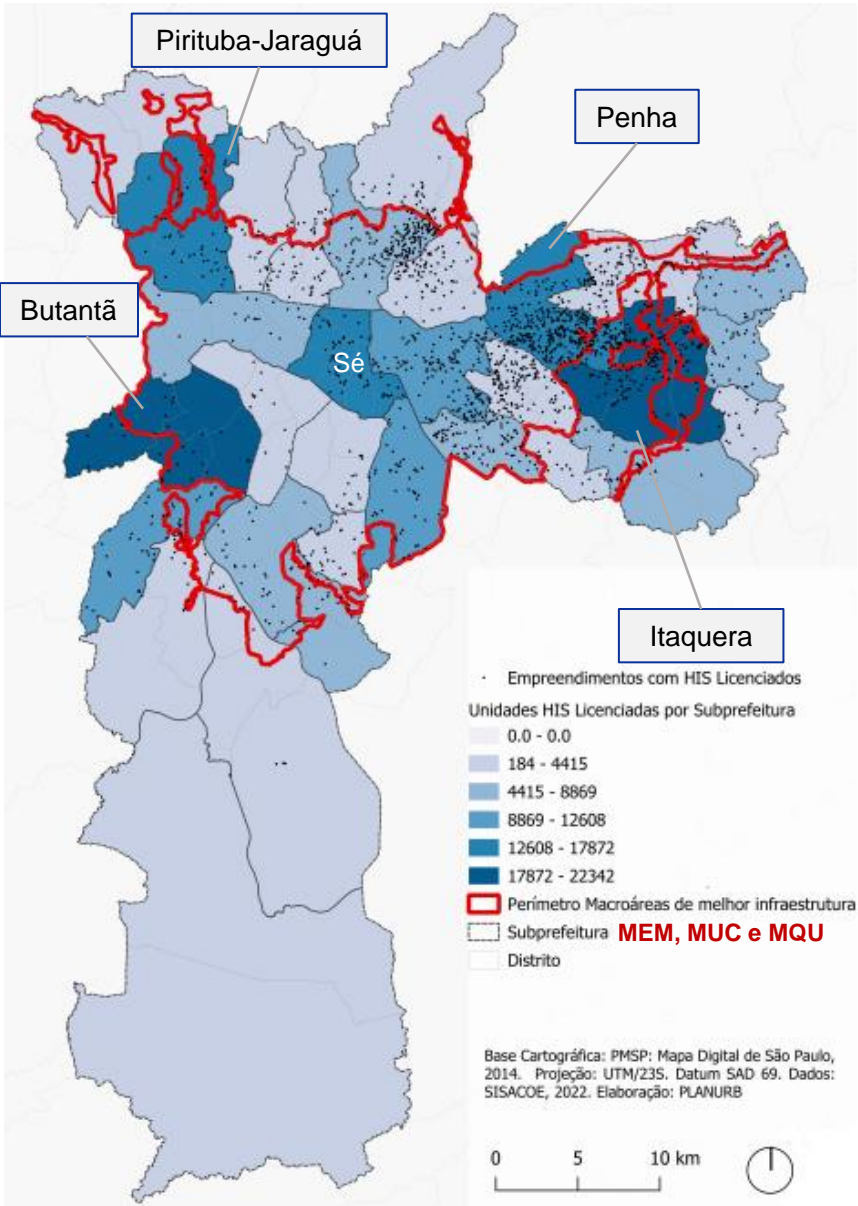 Pirituba-Jaraguá
Penha
Butantã
Sé
Itaquera
Empreendimentos com HIS Licenciados
Unidades HIS Licenciadas por Subprefeitura
0.0 - 0.0
184 - 4415
4415 - 8869
8869 - 12608
12608 - 17872
17872 - 22342
Perímetro Macroáreas de melhor infraestrutura
Subprefeitura MEM, MUC e MQU
Distrito
Base Cartográfica: PMSP: Mapa Digital de São Paulo,
2014. Projeção: UTM/23S. Datum SAD 69. Dados:
SISACOE, 2022. Elaboração: PLANURB
0 5 10 km